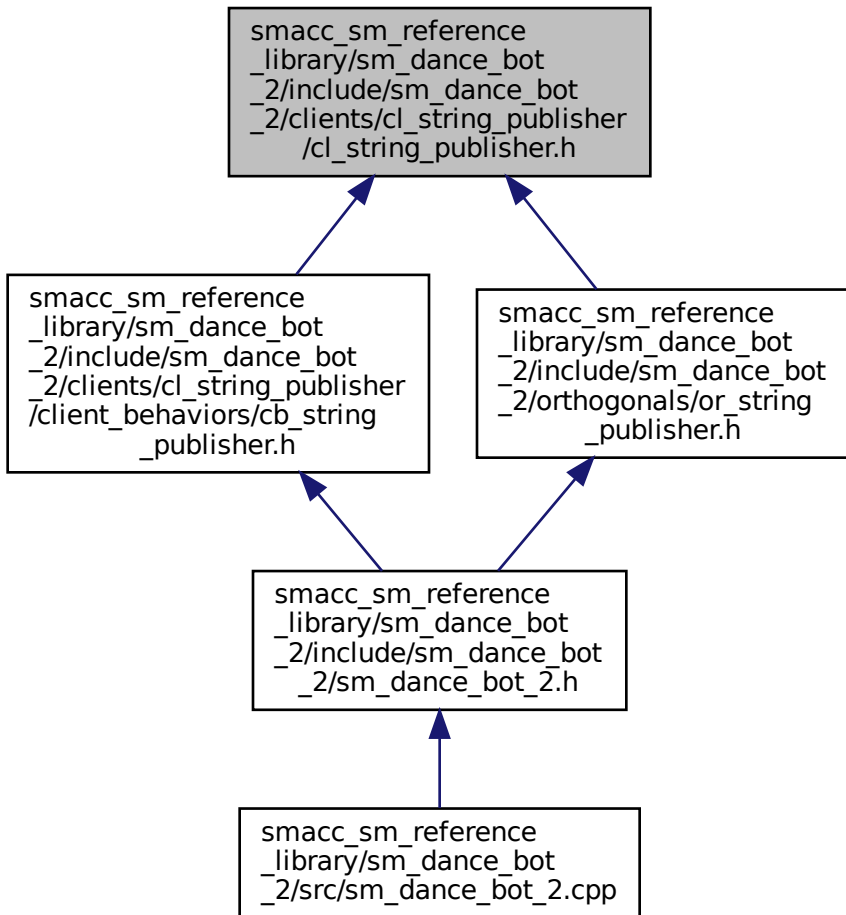 smacc_sm_reference
_library/sm_dance_bot
_2/include/sm_dance_bot
_2/clients/cl_string_publisher
/cl_string_publisher.h
smacc_sm_reference
_library/sm_dance_bot
_2/include/sm_dance_bot
_2/clients/cl_string_publisher
/client_behaviors/cb_string
_publisher.h
smacc_sm_reference
_library/sm_dance_bot
_2/include/sm_dance_bot
_2/orthogonals/or_string
_publisher.h
smacc_sm_reference
_library/sm_dance_bot
_2/include/sm_dance_bot
_2/sm_dance_bot_2.h
smacc_sm_reference
_library/sm_dance_bot
_2/src/sm_dance_bot_2.cpp